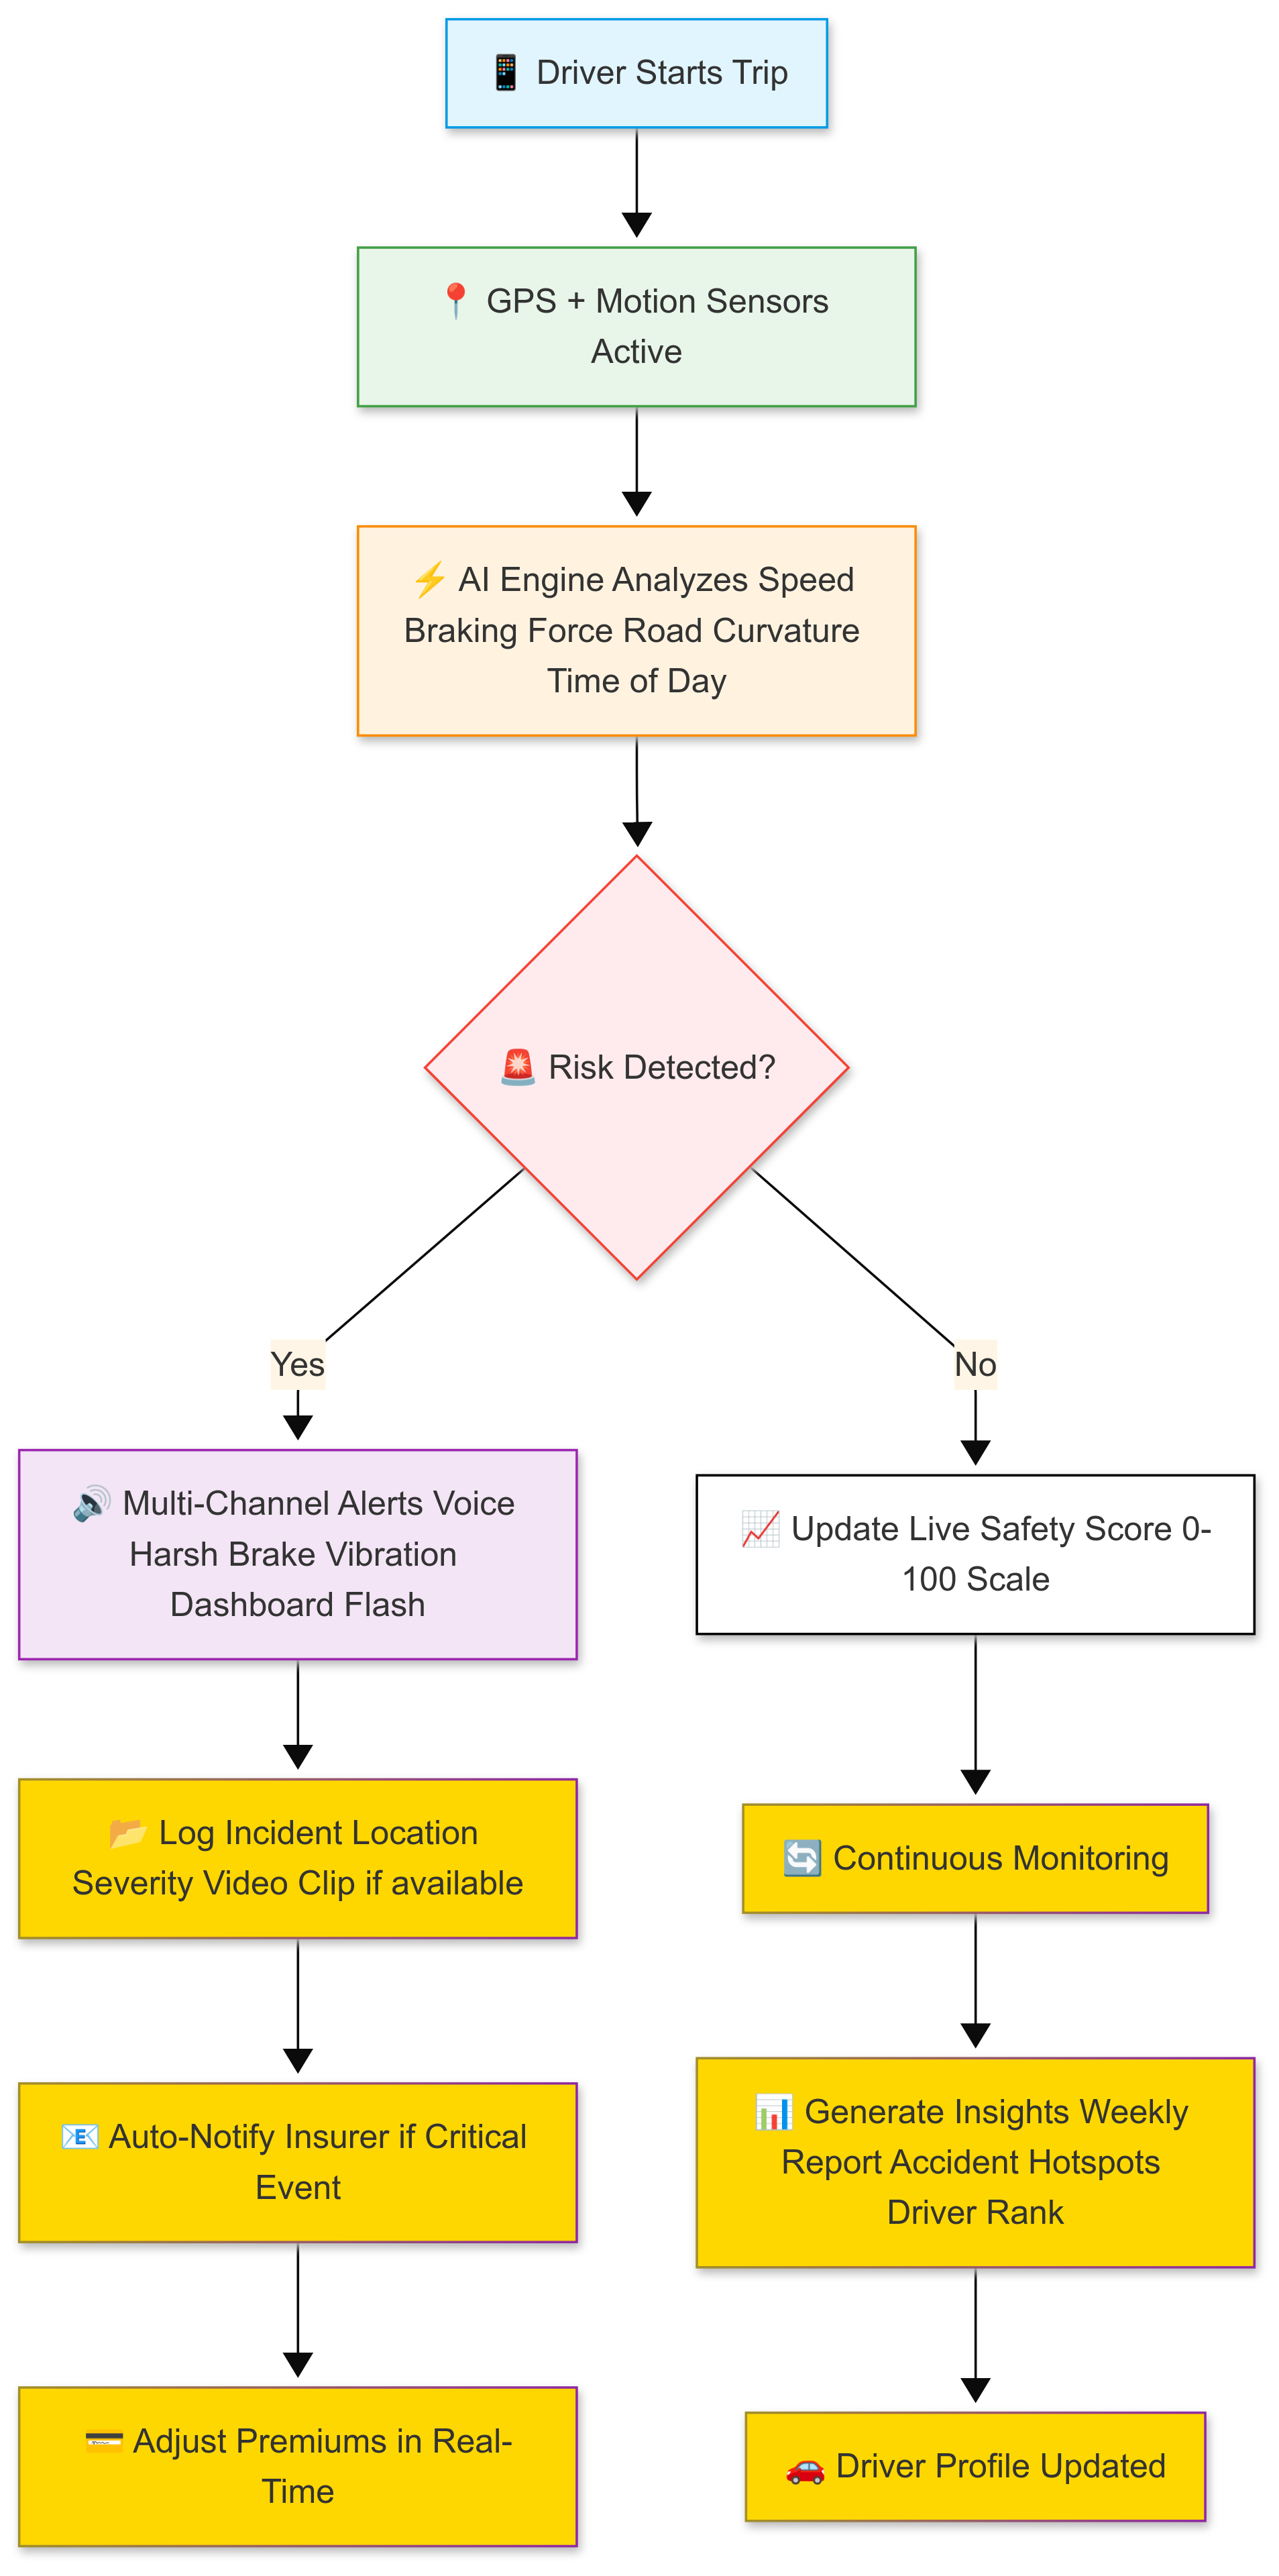 📱 Driver Starts Trip
📍 GPS + Motion Sensors
Active
⚡ AI Engine Analyzes Speed
Braking Force Road Curvature
Time of Day
🚨 Risk Detected?
Yes
No
🔊 Multi-Channel Alerts Voice
Harsh Brake Vibration
Dashboard Flash
📈 Update Live Safety Score 0-
100 Scale
📂 Log Incident Location
Severity Video Clip if available
🔄 Continuous Monitoring
📧 Auto-Notify Insurer if Critical
Event
📊 Generate Insights Weekly
Report Accident Hotspots
Driver Rank
💳 Adjust Premiums in Real-
Time
🚗 Driver Profile Updated